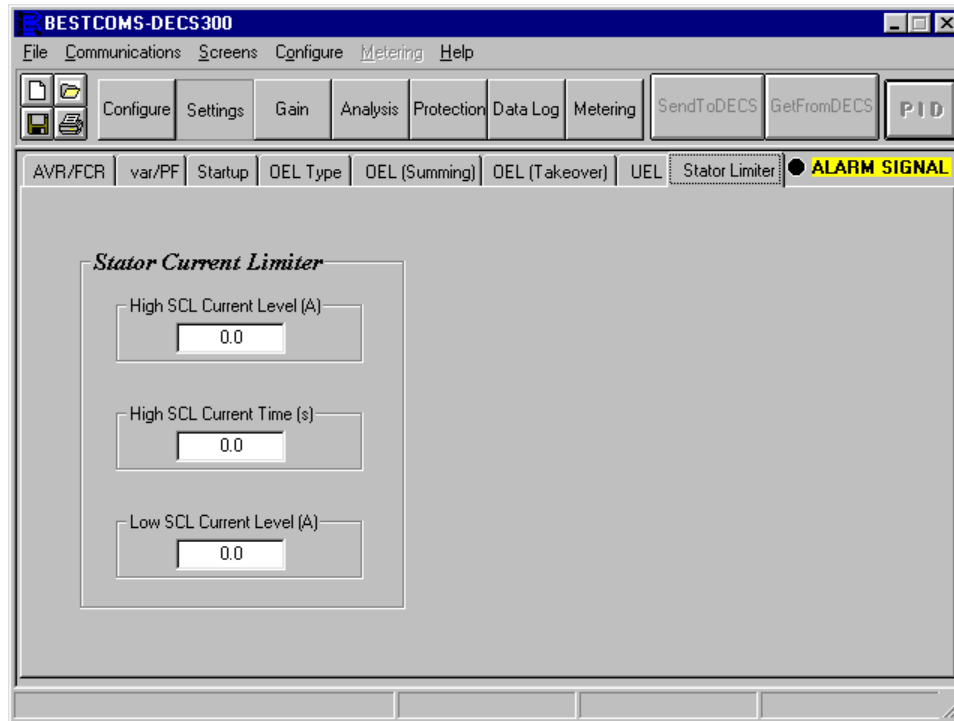 BESTCOMS-DECS300
File Communications Screens Configure Metering Help
Configure Settings Gain Analysis Protection Data Log Metering SendToDECS GetFromDECS PID
AVR/FCR var/PF Startup OEL Type OEL (Summing) OEL (Takeover) UEL Stator Limiter ALARM SIGNAL
Stator Current Limiter
High SCL Current Level (A)
0.0
High SCL Current Time (s)
0.0
Low SCL Current Level (A)
0.0